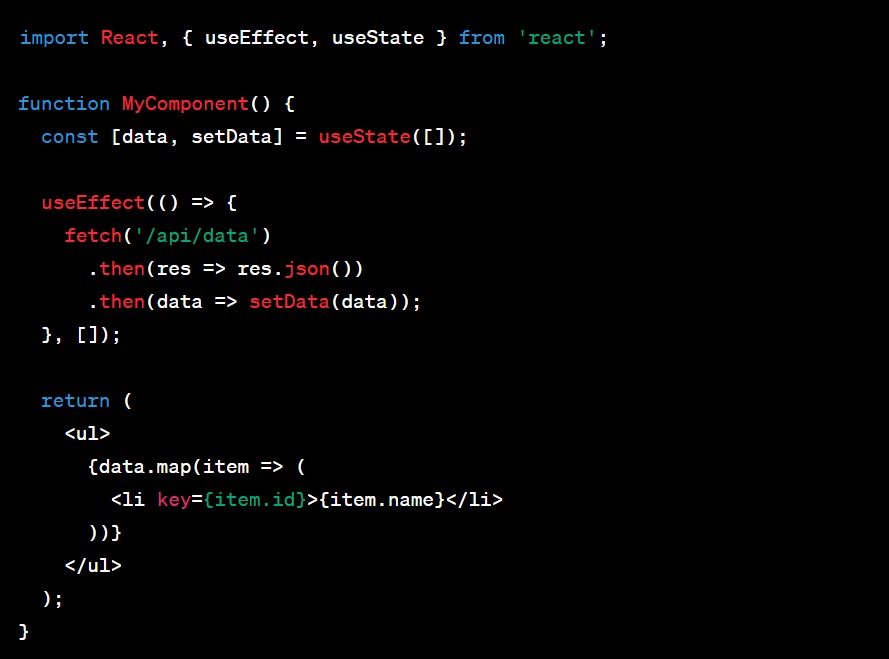 import React, { useEffect, useState } from 'react';
function MyComponent() {
const [data, setData] = useState([]);
useEffect(() => {
fetch('/api/data')
.then(res => res.json())
.then(data => setData(data));
}, []);
return (
<ul>
{data.map(item => (
<li key={item.id}>{item.name}</li>
))}
</ul>
);
}